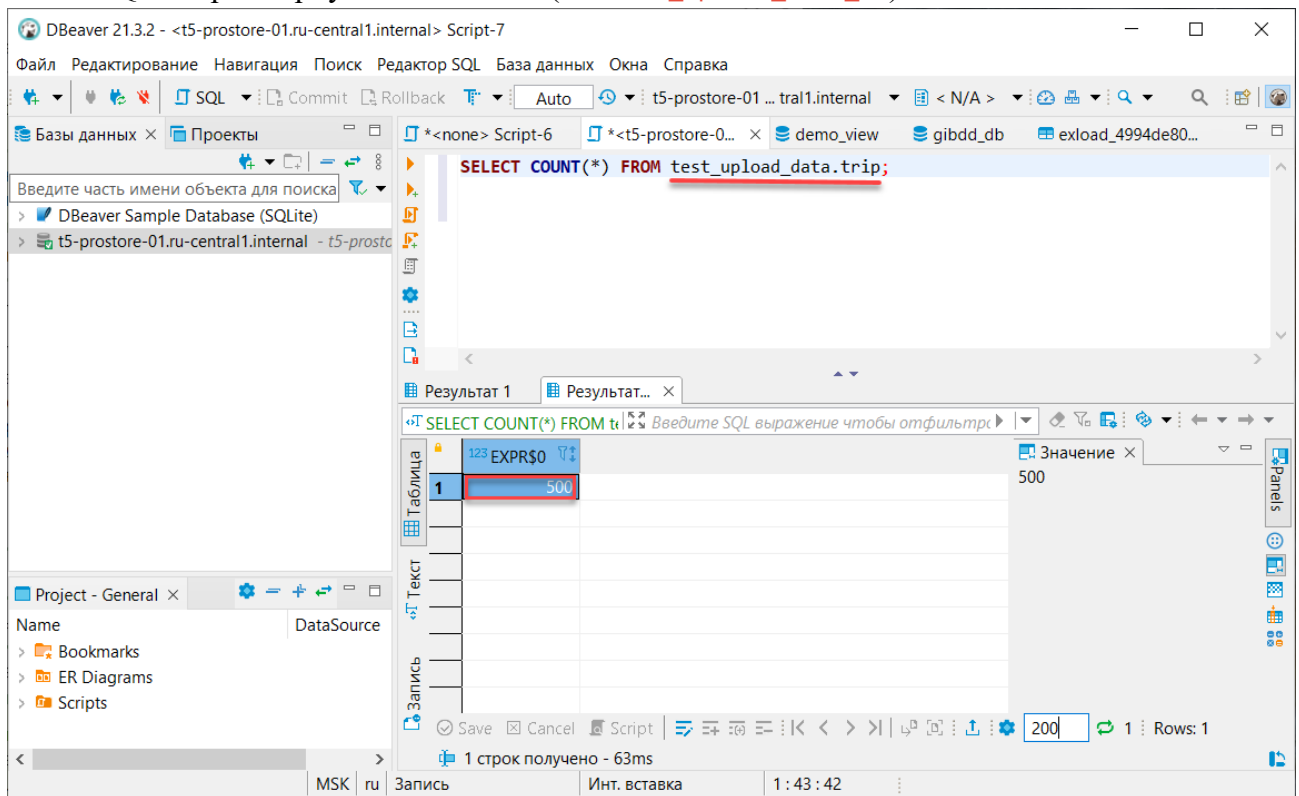 DBeaver 21.3.2 - <t5-prostore-01.ru-central1.internal> Script-7
Файл Редактирование Навигация Поиск Редактор SQL База данных Окна Справка
SQL Commit Rollback T Auto t5-prostore-01 ... tral1.internal < N/A >
Базы данных Проекты
*<none> Script-6 *<t5-prostore-0... demo_view gibdd_db exload_4994de80...
Введите часть имени объекта для поиска
DBeaver Sample Database (SQLite)
t5-prostore-01.ru-central1.internal - t5-prostc
SELECT COUNT(*) FROM test_upload_data.trip;
Результат 1 Результат...
SELECT COUNT(*) FROM te Введите SQL выражение чтобы отфильтрс
Таблица
Текст
Запись
123 EXPR$0
1 500
Значение
500
Panels
Project - General
Name DataSource
Bookmarks
ER Diagrams
Scripts
Save Cancel Script 200 1 Rows: 1
1 строк получено - 63ms
MSK ru Запись Инт. вставка 1 : 43 : 42